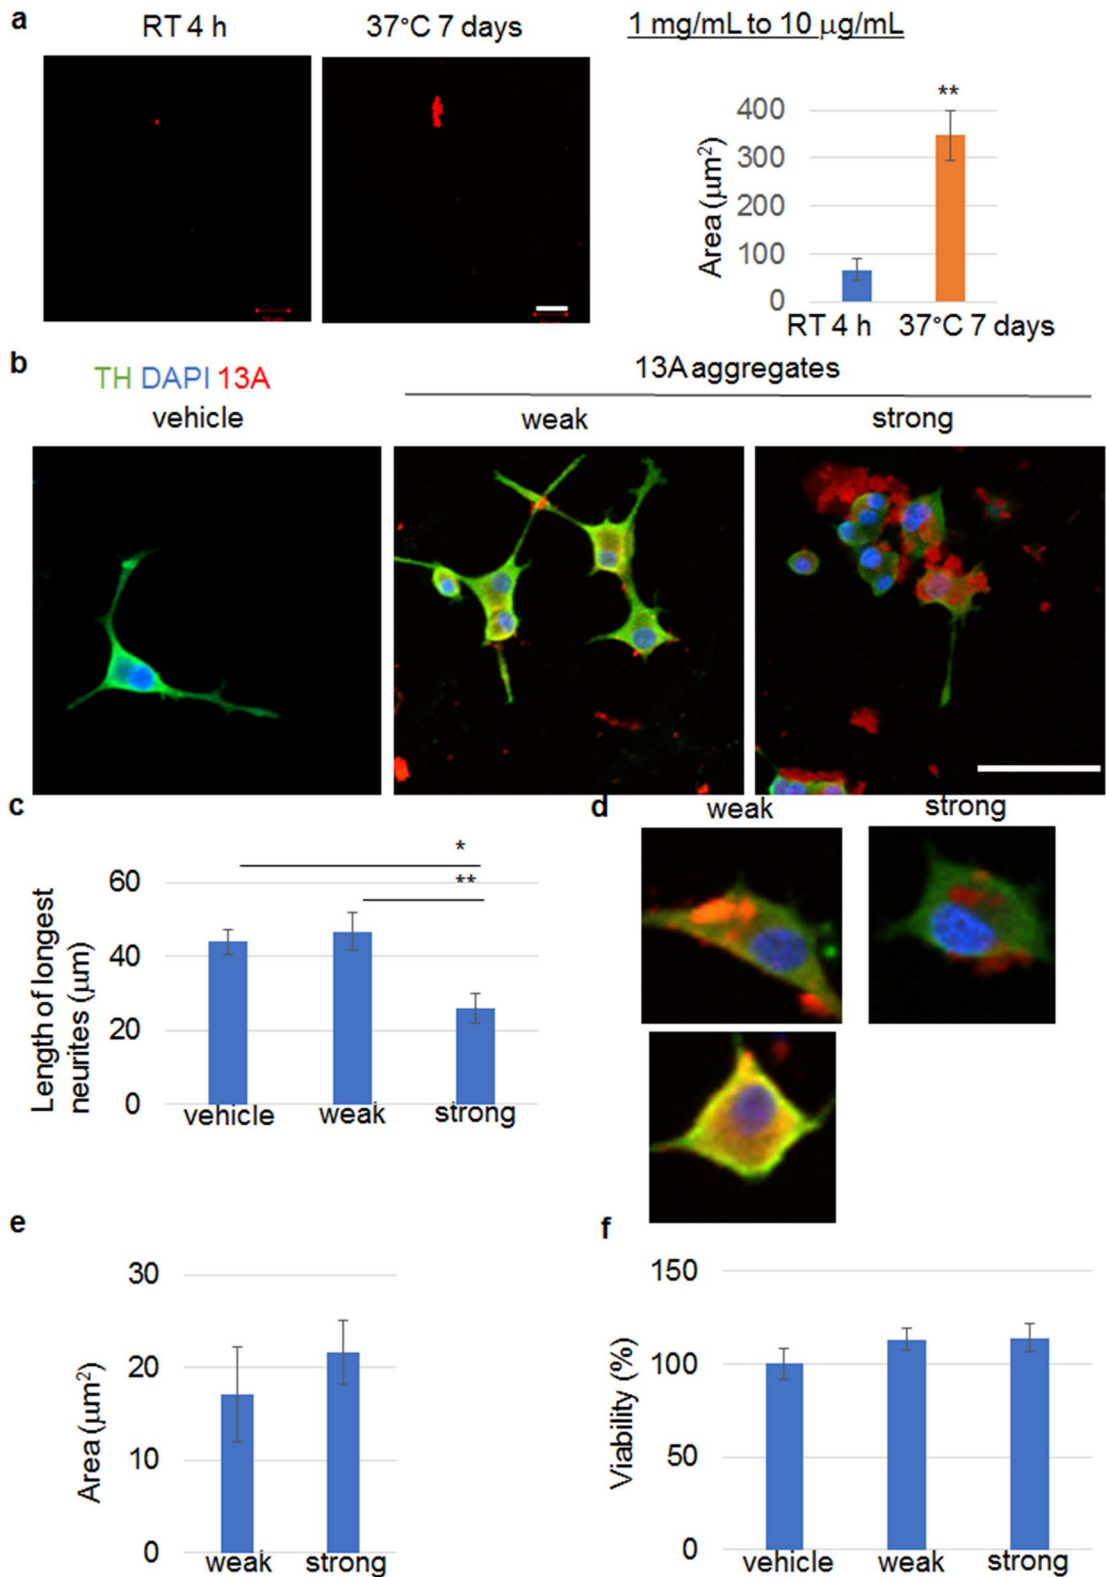 a
RT 4 h
37°C 7 days
1 mg/mL to 10 μg/mL
**
400
300
200
100
0
Area (μm²)
RT 4 h
37°C 7 days
b
TH DAPI 13A
13A aggregates
vehicle
weak
strong
c
*
**
60
40
20
0
Length of longest
neurites (μm)
vehicle
weak
strong
d
weak
strong
e
30
20
10
0
Area (μm²)
weak
strong
f
150
100
50
0
Viability (%)
vehicle
weak
strong